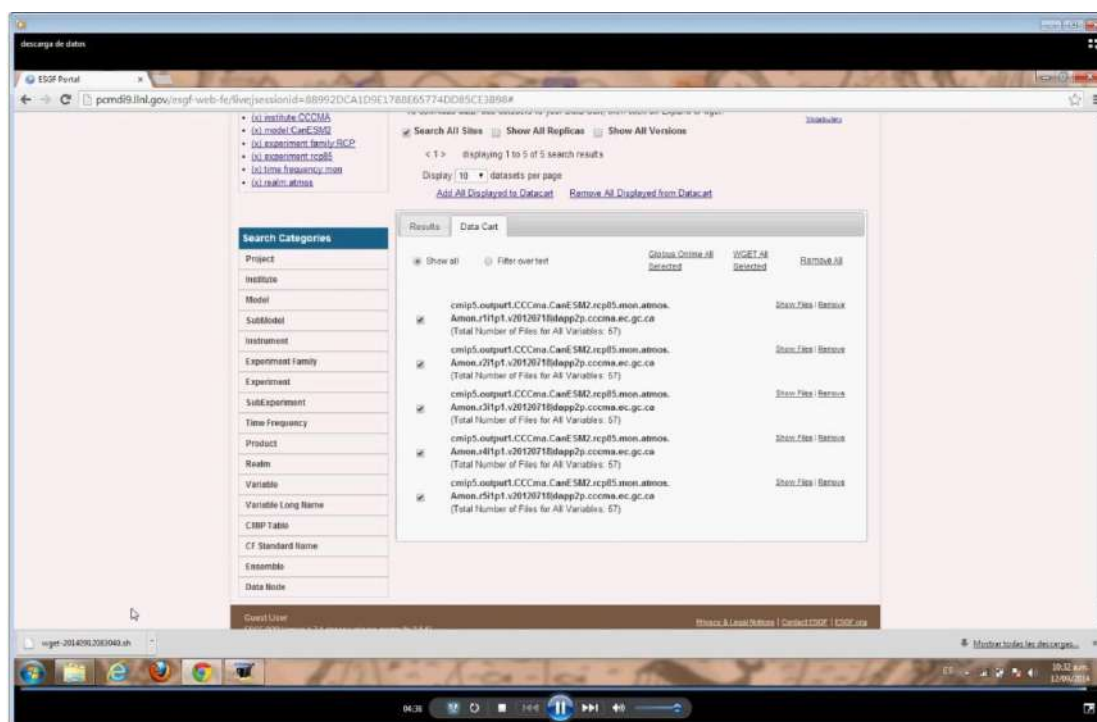 descarga de datos
ESGF Portal
pcmdi9.llnl.gov/esgf-web-fe/live;jsessionid=88992DCA1D9E1788E65774DD85CE3B98#
(x) institute:CCCMA
(x) model:CanESM2
(x) experiment family:RCP
(x) experiment:rcp85
(x) time frequency:mon
(x) realm:atmos
Search All Sites Show All Replicas Show All Versions
< 1 > displaying 1 to 5 of 5 search results
Display 10 datasets per page
Add All Displayed to Datacart Remove All Displayed from Datacart
Search Categories
Project
Institute
Model
SubModel
Instrument
Experiment Family
Experiment
SubExperiment
Time Frequency
Product
Realm
Variable
Variable Long Name
CMIP Table
CF Standard Name
Ensemble
Data Node
Results Data Cart
Show all Filter over text
Globus Online All Selected
WGET All Selected
Remove All
cmip5.output1.CCCma.CanESM2.rcp85.mon.atmos.
Amon.r1i1p1.v20120718|dapp2p.cccma.ec.gc.ca
(Total Number of Files for All Variables: 57)
Show Files | Remove
cmip5.output1.CCCma.CanESM2.rcp85.mon.atmos.
Amon.r2i1p1.v20120718|dapp2p.cccma.ec.gc.ca
(Total Number of Files for All Variables: 57)
Show Files | Remove
cmip5.output1.CCCma.CanESM2.rcp85.mon.atmos.
Amon.r3i1p1.v20120718|dapp2p.cccma.ec.gc.ca
(Total Number of Files for All Variables: 57)
Show Files | Remove
cmip5.output1.CCCma.CanESM2.rcp85.mon.atmos.
Amon.r4i1p1.v20120718|dapp2p.cccma.ec.gc.ca
(Total Number of Files for All Variables: 57)
Show Files | Remove
cmip5.output1.CCCma.CanESM2.rcp85.mon.atmos.
Amon.r5i1p1.v20120718|dapp2p.cccma.ec.gc.ca
(Total Number of Files for All Variables: 57)
Show Files | Remove
Guest User
Privacy & Legal Notices | Contact ESGF | ESGF.org
wget-20140912083040.sh
Mostrar todas las descargas...
ES
10:32 a.m.
12/09/2014
04:36